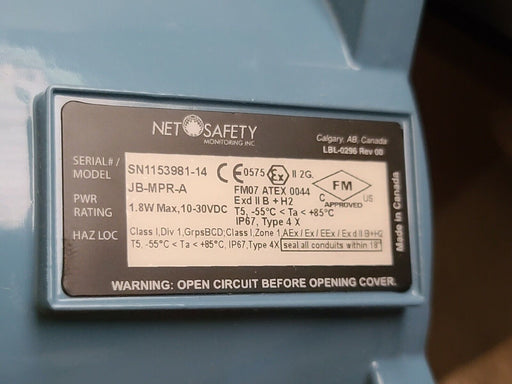 NET SAFETY
MONITORING INC
Calgary, AB, Canada
LBL-0296 Rev 00
SERIAL# / MODEL
SN1153981-14
JB-MPR-A
CE 0575 Ex II 2G
FM07 ATEX 0044
Exd II B + H2
T5, -55°C < Ta < +85°C
IP67, Type 4 X
FM
C US
APPROVED
PWR RATING
1.8W Max, 10-30VDC
HAZ LOC
Class I,Div 1,GrpsBCD;Class I,Zone 1,AEx / Ex / EEx / Ex d II B+H2
T5, -55°C < Ta < +85°C, IP67,Type 4X seal all conduits within 18"
Made in Canada
WARNING: OPEN CIRCUIT BEFORE OPENING COVER.